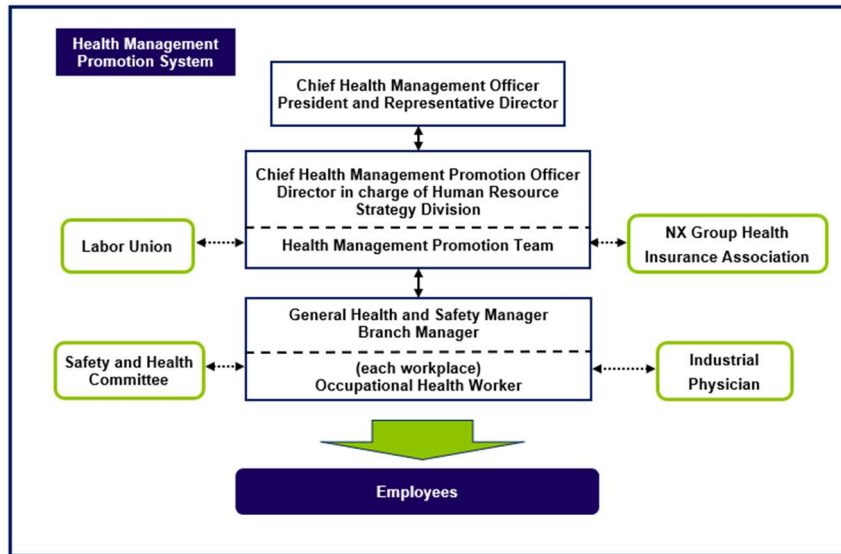 Health Management
Promotion System
Chief Health Management Officer
President and Representative Director
Chief Health Management Promotion Officer
Director in charge of Human Resource
Strategy Division
Labor Union
Health Management Promotion Team
NX Group Health
Insurance Association
General Health and Safety Manager
Branch Manager
Safety and Health
Committee
(each workplace)
Occupational Health Worker
Industrial
Physician
Employees